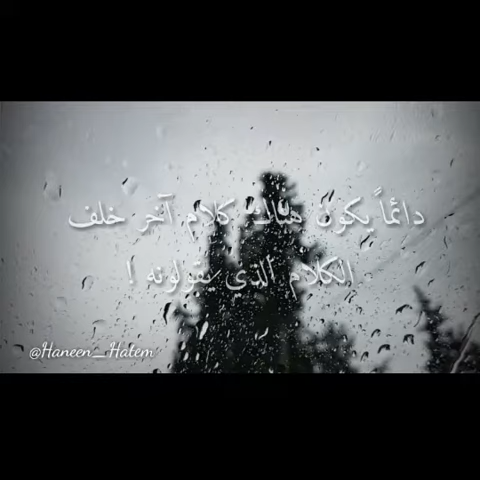 دائماً يكون هناك كلام آخر خلف
الكلام الذي يقولونه !
@Haneen_Hatem